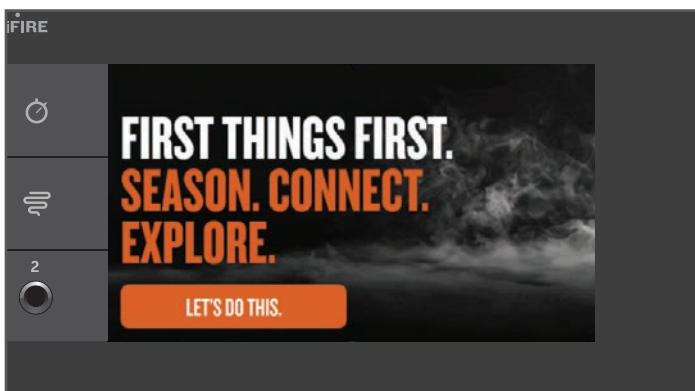 iFIRE
FIRST THINGS FIRST.
SEASON. CONNECT.
EXPLORE.
LET'S DO THIS.
2